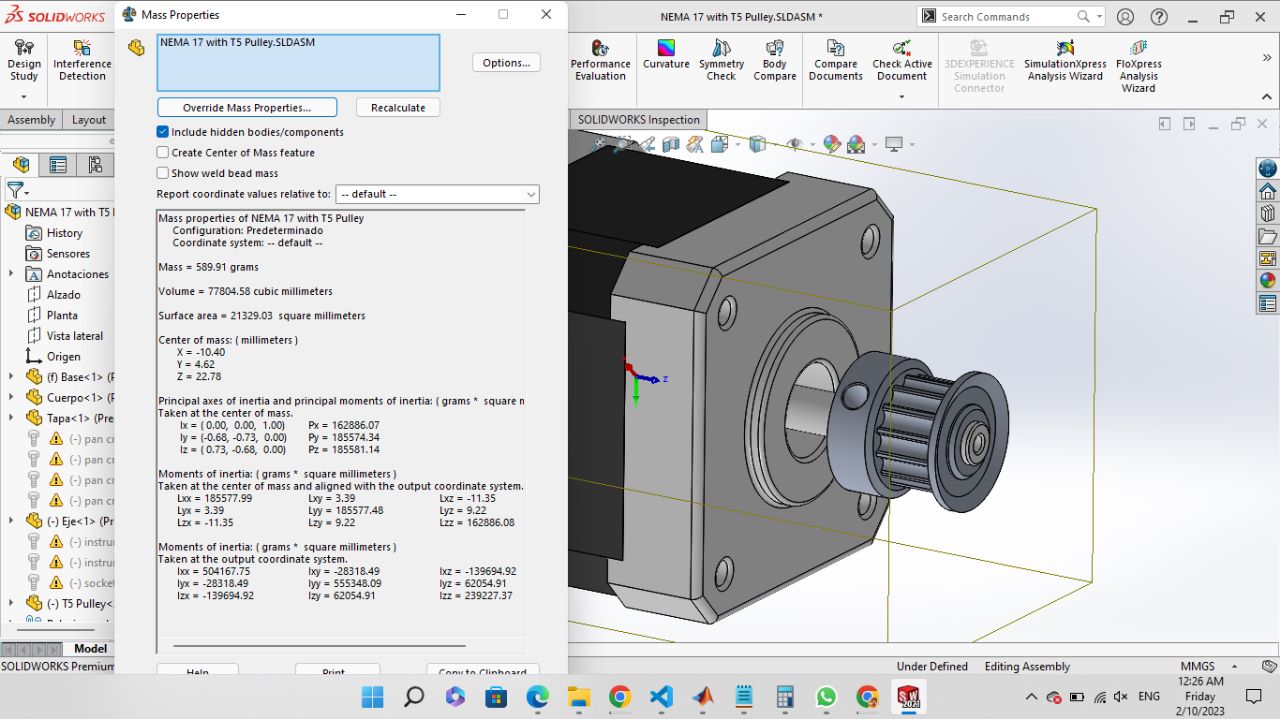 SOLIDWORKS
Mass Properties
NEMA 17 with T5 Pulley.SLDASM *
Search Commands
Design Study
Interference Detection
NEMA 17 with T5 Pulley.SLDASM
Options...
Override Mass Properties...
Recalculate
Performance Evaluation
Curvature
Symmetry Check
Body Compare
Compare Documents
Check Active Document
3DEXPERIENCE Simulation Connector
SimulationXpress Analysis Wizard
FloXpress Analysis Wizard
Assembly
Layout
SOLIDWORKS Inspection
Include hidden bodies/components
Create Center of Mass feature
Show weld bead mass
Report coordinate values relative to:
-- default --
NEMA 17 with T5
History
Sensores
Anotaciones
Alzado
Planta
Vista lateral
Origen
(f) Base<1> (P
Cuerpo<1> (P
Tapa<1> (Pre
(-) pan cr
(-) pan cr
(-) pan cr
(-) pan cr
(-) Eje<1> (Pr
(-) instru
(-) instru
(-) socket
(-) T5 Pulley<
Mass properties of NEMA 17 with T5 Pulley
Configuration: Predeterminado
Coordinate system: -- default --
Mass = 589.91 grams
Volume = 77804.58 cubic millimeters
Surface area = 21329.03 square millimeters
Center of mass: ( millimeters )
X = -10.40
Y = 4.62
Z = 22.78
Principal axes of inertia and principal moments of inertia: ( grams * square m
Taken at the center of mass.
Ix = ( 0.00, 0.00, 1.00) Px = 162886.07
Iy = (-0.68, -0.73, 0.00) Py = 185574.34
Iz = ( 0.73, -0.68, 0.00) Pz = 185581.14
Moments of inertia: ( grams * square millimeters )
Taken at the center of mass and aligned with the output coordinate system.
Lxx = 185577.99 Lxy = 3.39 Lxz = -11.35
Lyx = 3.39 Lyy = 185577.48 Lyz = 9.22
Lzx = -11.35 Lzy = 9.22 Lzz = 162886.08
Moments of inertia: ( grams * square millimeters )
Taken at the output coordinate system.
Ixx = 504167.75 Ixy = -28318.49 Ixz = -139694.92
Iyx = -28318.49 Iyy = 555348.09 Iyz = 62054.91
Izx = -139694.92 Izy = 62054.91 Izz = 239227.37
Help
Print
Copy to Clipboard
z
Model
SOLIDWORKS Premium
Under Defined
Editing Assembly
MMGS
SW
2021
ENG
12:26 AM
Friday
2/10/2023